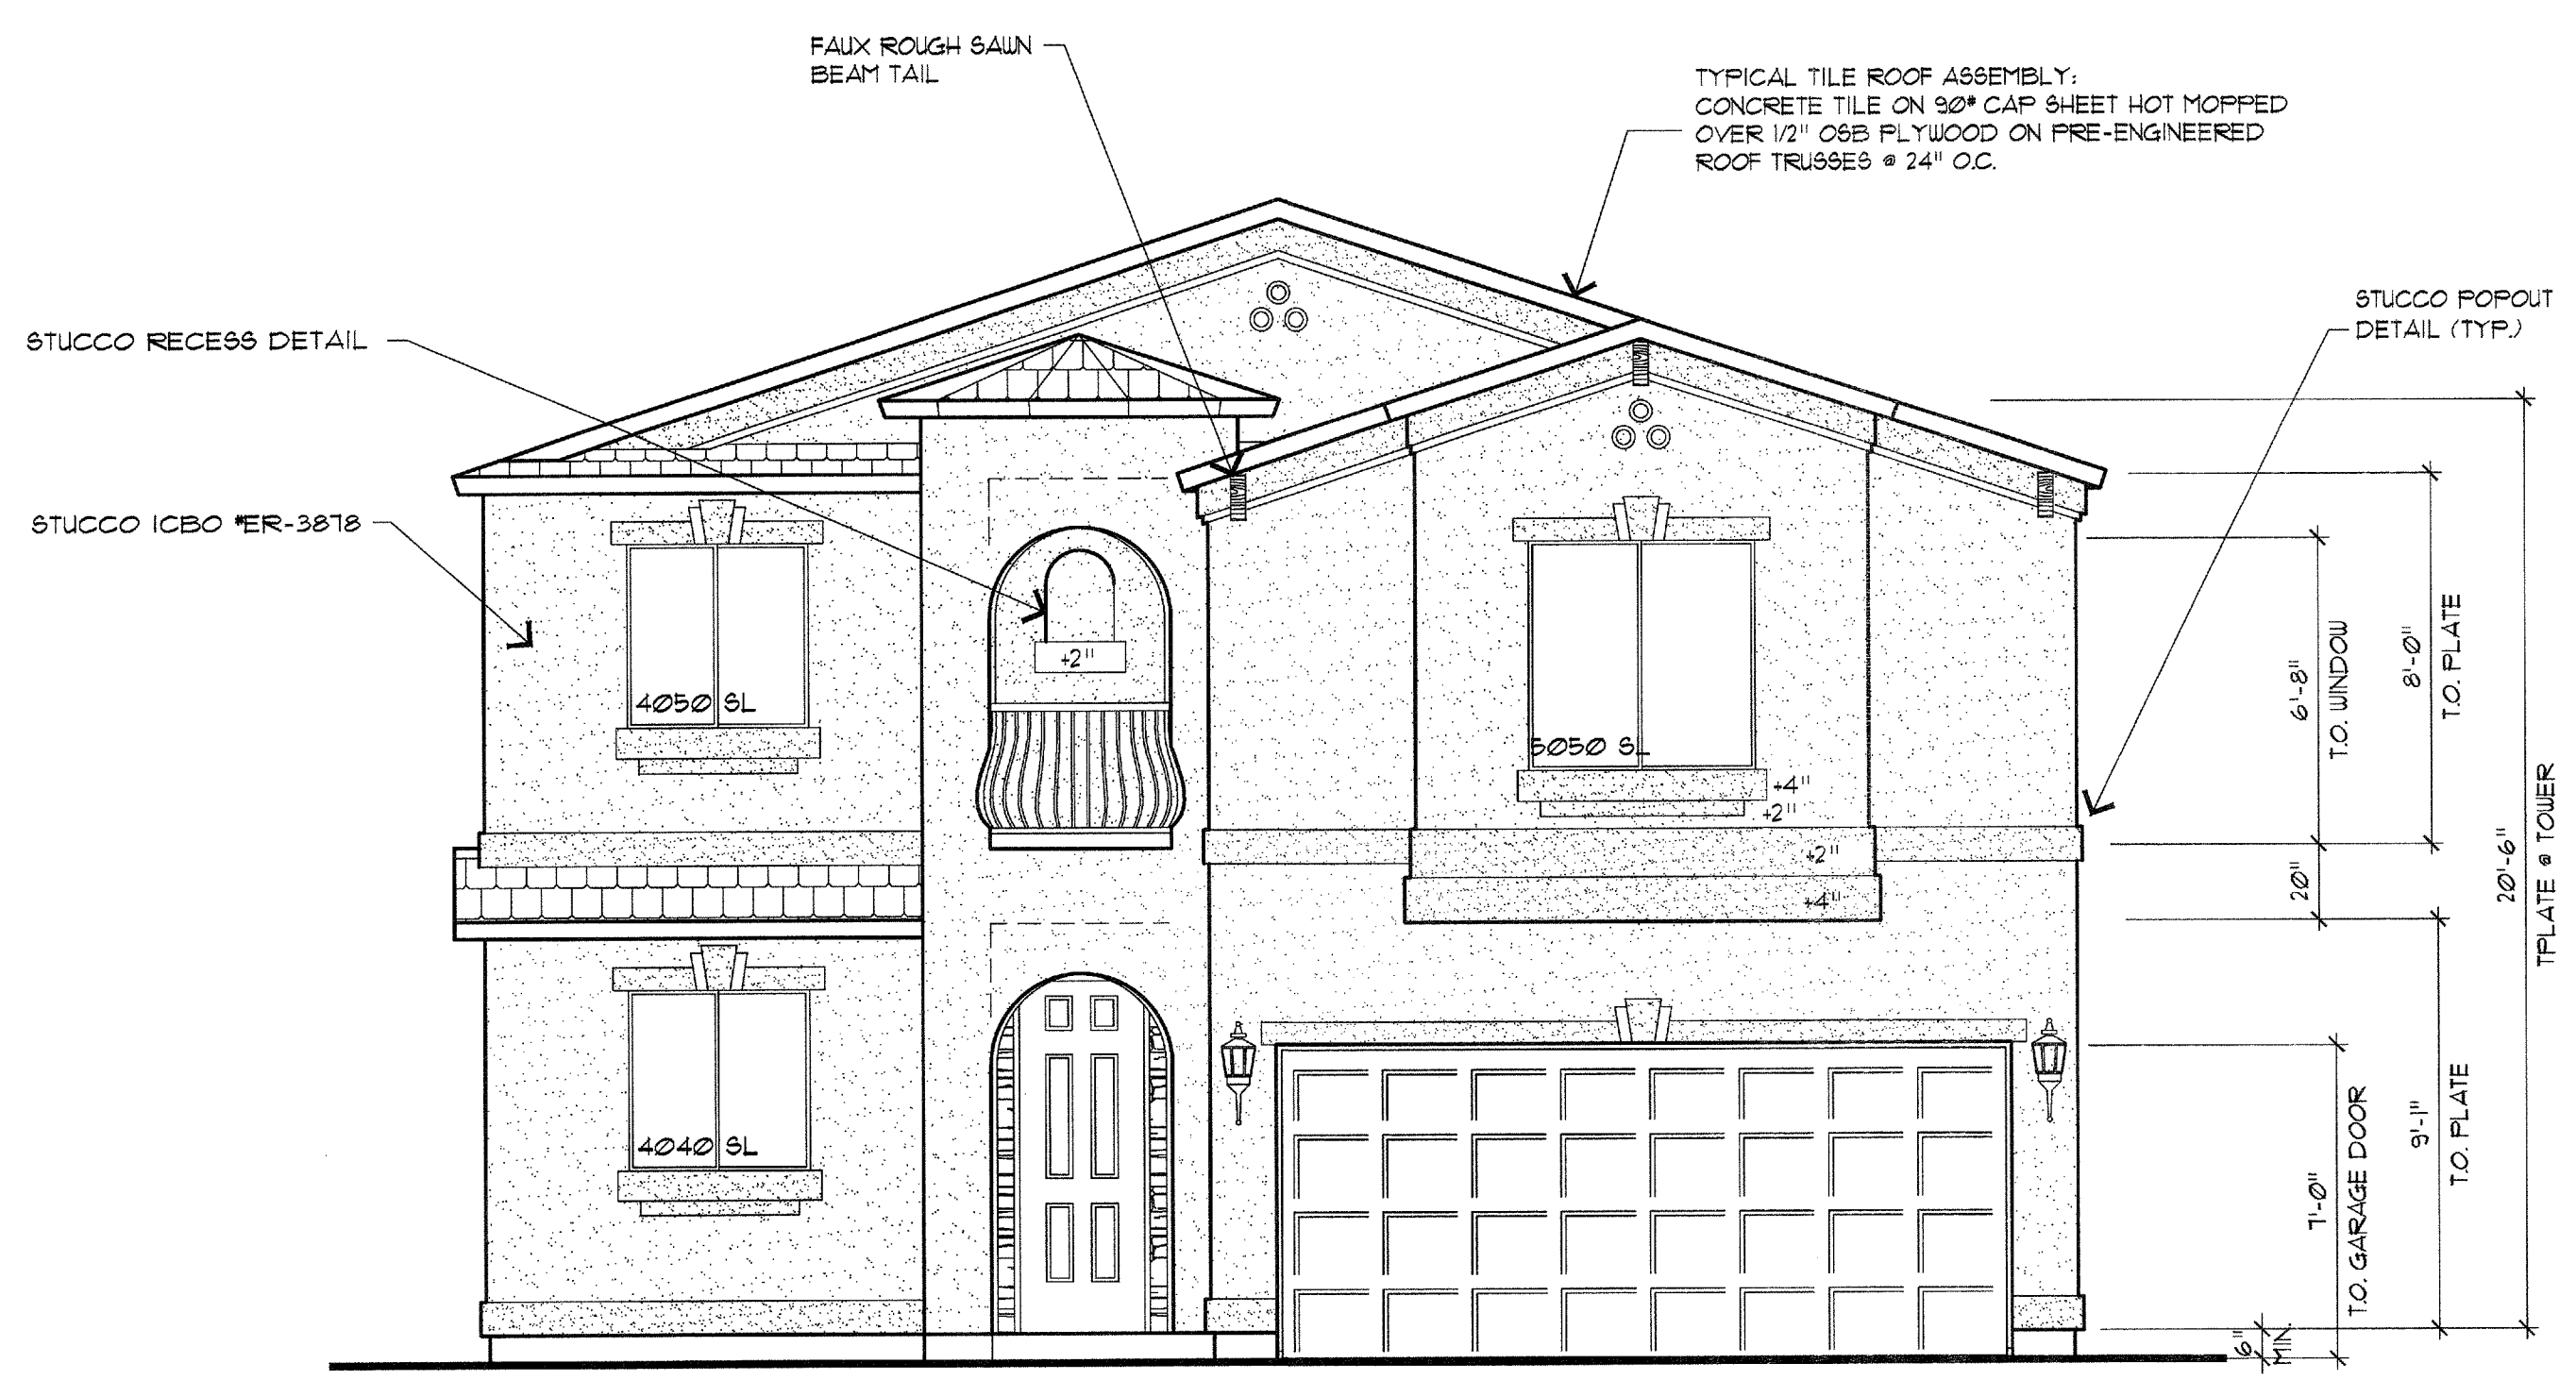 FAUX ROUGH SAWN
BEAM TAIL
TYPICAL TILE ROOF ASSEMBLY:
CONCRETE TILE ON 90# CAP SHEET HOT MOPPED
OVER 1/2" OSB PLYWOOD ON PRE-ENGINEERED
ROOF TRUSSES @ 24" O.C.
STUCCO POPOUT
DETAIL (TYP.)
STUCCO RECESS DETAIL
STUCCO ICBO #ER-3878
+2"
4050 SL
5050 SL
+4"
+2"
+2"
+4"
4040 SL
6'-8"
T.O. WINDOW
8'-0"
T.O. PLATE
20"
20'-6"
TPLATE @ TOWER
7'-0"
T.O. GARAGE DOOR
9'-1"
T.O. PLATE
6"
MIN.